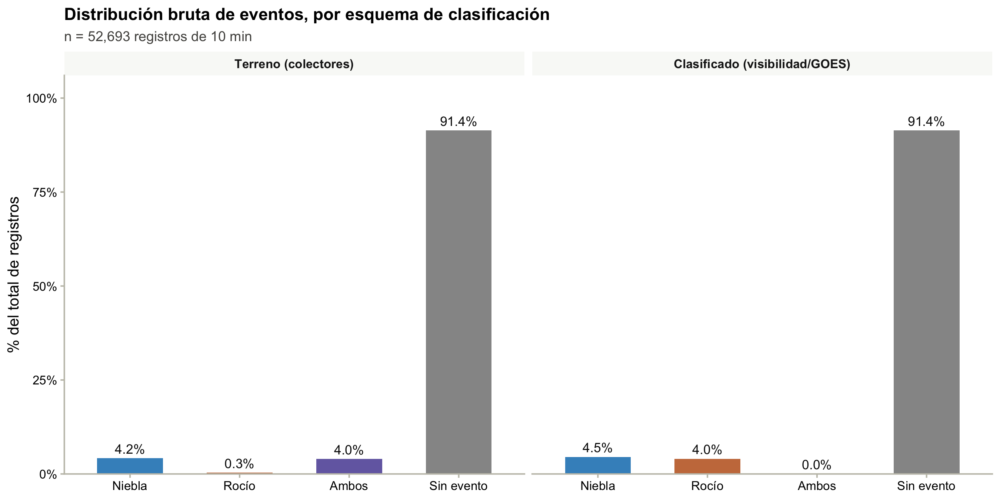 Distribución bruta de eventos, por esquema de clasificación
n = 52,693 registros de 10 min
Terreno (colectores)
Clasificado (visibilidad/GOES)
% del total de registros
100%
75%
50%
25%
0%
4.2%
0.3%
4.0%
91.4%
4.5%
4.0%
0.0%
91.4%
Niebla
Rocío
Ambos
Sin evento
Niebla
Rocío
Ambos
Sin evento